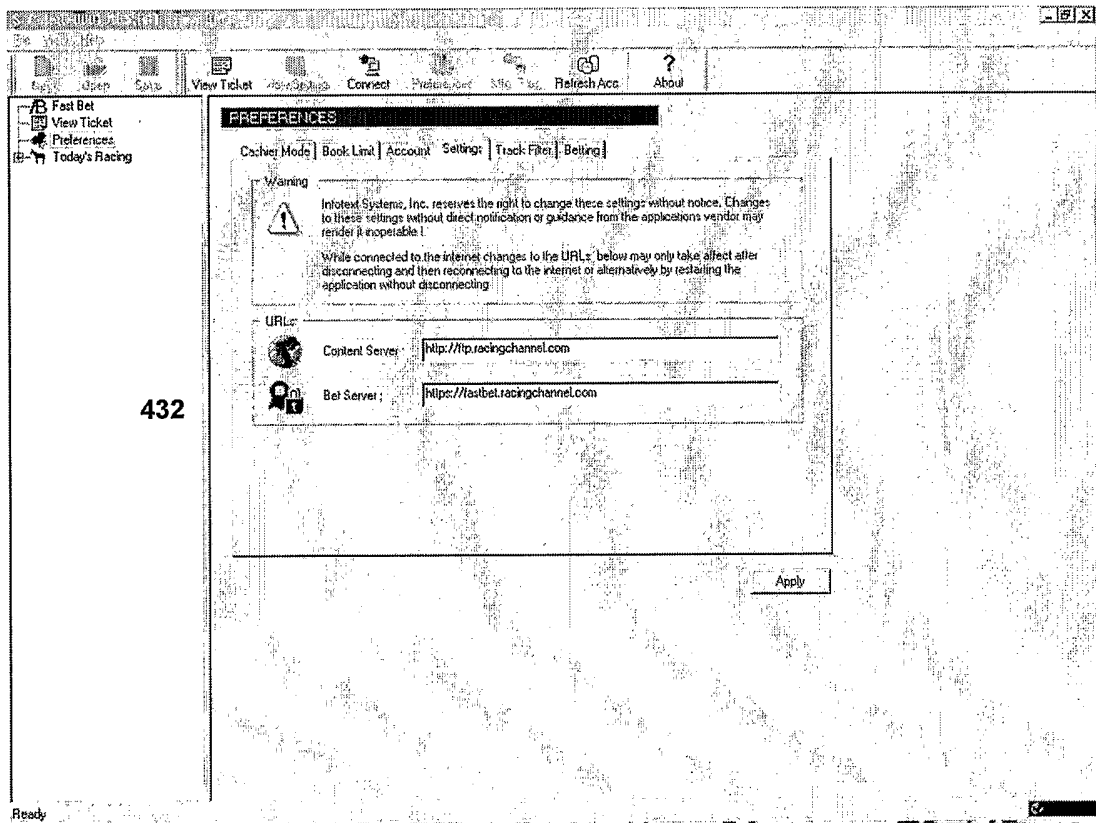 View Ticket Connect Refresh Acc About
Fast Bet
View Ticket
Preferences
Today's Racing
PREFERENCES
Cashier Mode Book Limit Account Settings Track Filter Betting
Warning
Infotext Systems, Inc. reserves the right to change these settings without notice. Changes
to these settings without direct notification or guidance from the applications vendor may
render it inoperable !
While connected to the internet changes to the URLs' below may only take affect after
disconnecting and then reconnecting to the internet or alternatively by restarting the
application without disconnecting
URLs
Content Server : http://ftp.racingchannel.com
Bet Server : https://fastbet.racingchannel.com
432
Apply
Ready